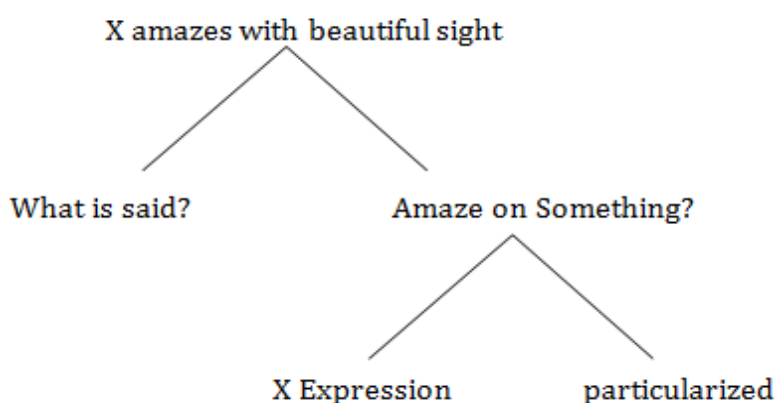 X amazes with beautiful sight
What is said?
Amaze on Something?
X Expression
particularized